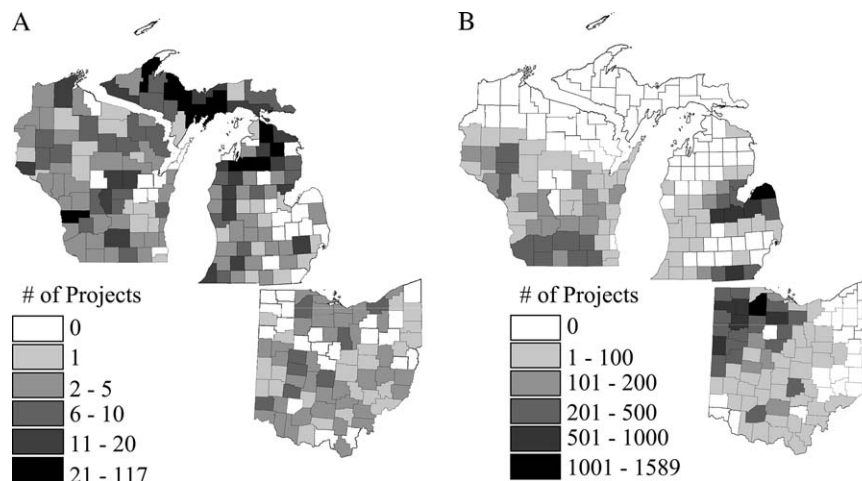 A
# of Projects
0
1
2 - 5
6 - 10
11 - 20
21 - 117
B
# of Projects
0
1 - 100
101 - 200
201 - 500
501 - 1000
1001 - 1589